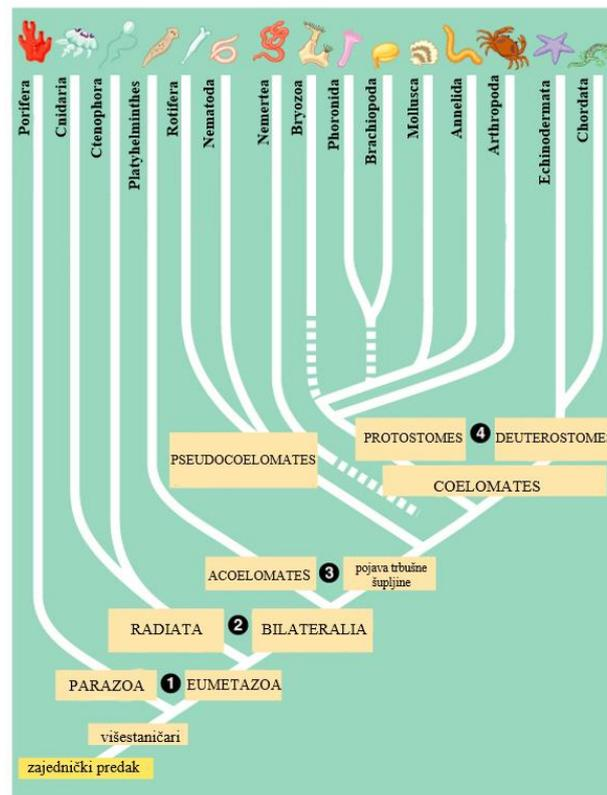 Porifera
Cnidaria
Ctenophora
Platyhelminthes
Rotifera
Nematoda
Nemertea
Bryozoa
Phoronida
Brachiopoda
Mollusca
Annelida
Arthropoda
Echinodermata
Chordata
PROTOSTOMES 4 DEUTEROSTOMES
PSEUDOCOELOMATES
COELOMATES
ACOELOMATES 3 pojava trbušne
šupljine
RADIATA 2 BILATERALIA
PARAZOA 1 EUMETAZOA
višestaničari
zajednički predak